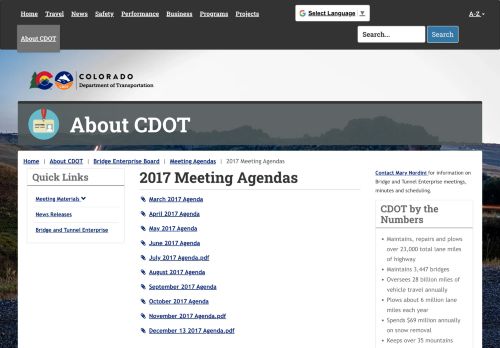 Home Travel News Safety Performance Business Programs Projects
Select Language ▼
A-Z
About CDOT
Search...
Search
COLORADO
Department of Transportation
About CDOT
Home | About CDOT | Bridge Enterprise Board | Meeting Agendas | 2017 Meeting Agendas
Quick Links
Meeting Materials
News Releases
Bridge and Tunnel Enterprise
2017 Meeting Agendas
March 2017 Agenda
April 2017 Agenda
May 2017 Agenda
June 2017 Agenda
July 2017 Agenda.pdf
August 2017 Agenda
September 2017 Agenda
October 2017 Agenda
November 2017 Agenda.pdf
December 13 2017 Agenda.pdf
Contact Mary Nordini for information on
Bridge and Tunnel Enterprise meetings,
minutes and scheduling.
CDOT by the
Numbers
Maintains, repairs and plows
over 23,000 total lane miles
of highway
Maintains 3,447 bridges
Oversees 28 billion miles of
vehicle travel annually
Plows about 6 million lane
miles each year
Spends $69 million annually
on snow removal
Keeps over 35 mountains